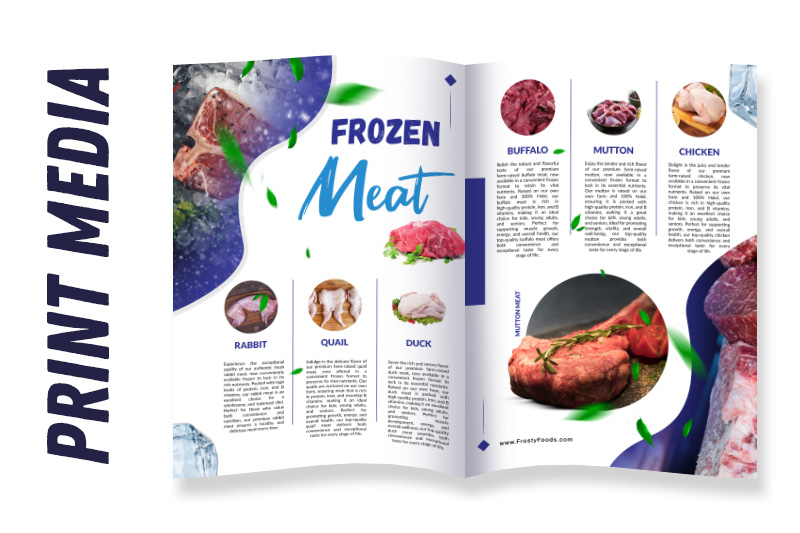 PRINT MEDIA
FROZEN
Meat
RABBIT
Experience the exceptional
quality of our authentic fresh
rabbit meat, now conveniently
available frozen to lock in its
rich nutrients. Packed with high
levels of protein, iron, and B
vitamins, our rabbit meat is an
excellent choice for a
wholesome and balanced diet.
Perfect for those who value
both convenience and
nutrition, our premium rabbit
meat ensures a healthy and
delicious meal every time
QUAIL
Indulge in the delicate flavor of
our premium farm-raised quail
meat, now offered in a
convenient frozen format to
preserve its vital nutrients. Our
quails are nurtured on our own
farm, ensuring meat that is rich
in protein, iron, and essential B
vitamins, making it an ideal
choice for kids, young adults,
and seniors. Perfect for
promoting growth, energy, and
overall health, our top-quality
quail meat delivers both
convenience and exceptional
taste for every stage of life.
DUCK
Savor the rich and savory flavor
of our premium farm-raised
duck meat, now available in a
convenient frozen format to
lock in its essential nutrients.
Raised on our own farm, our
duck meat is packed with
high-quality protein, iron, and B
vitamins, making it an excellent
choice for kids, young adults,
and seniors. Perfect for
promoting muscle
development, energy, and
overall wellness, our top-quality
duck meat provides both
convenience and exceptional
taste for every stage of life.
BUFFALO
Relish the robust and flavorful
taste of our premium
farm-raised buffalo meat, now
available in a convenient frozen
format to retain its vital
nutrients. Raised on our own
farm and 100% Halal, our
buffalo meat is rich in
high-quality protein, iron, and B
vitamins, making it an ideal
choice for kids, young adults,
and seniors. Perfect for
supporting muscle growth,
energy, and overall health, our
top-quality buffalo meat offers
both convenience and
exceptional taste for every
stage of life.
MUTTON
Enjoy the tender and rich flavor
of our premium farm-raised
mutton, now available in a
convenient frozen format to
lock in its essential nutrients.
Our mutton is raised on our own
farm and 100% Halal,
ensuring it is packed with
high-quality protein, iron, and B
vitamins, making it a great
choice for kids, young adults,
and seniors. Ideal for promoting
strength, vitality, and overall
well-being, our top-quality
mutton provides both
convenience and exceptional
taste for every stage of life.
CHICKEN
Delight in the juicy and tender
flavor of our premium
farm-raised chicken, now
available in a convenient frozen
format to preserve its vital
nutrients. Raised on our own
farm and 100% Halal, our
chicken is rich in high-quality
protein, iron, and essential B
vitamins, making it an excellent
choice for kids, young adults,
and seniors. Perfect for
supporting growth, energy, and
overall health, our top-quality chicken
delivers both convenience and
exceptional taste for every
stage of life.
MUTTON MEAT
www.FrostyFoods.com